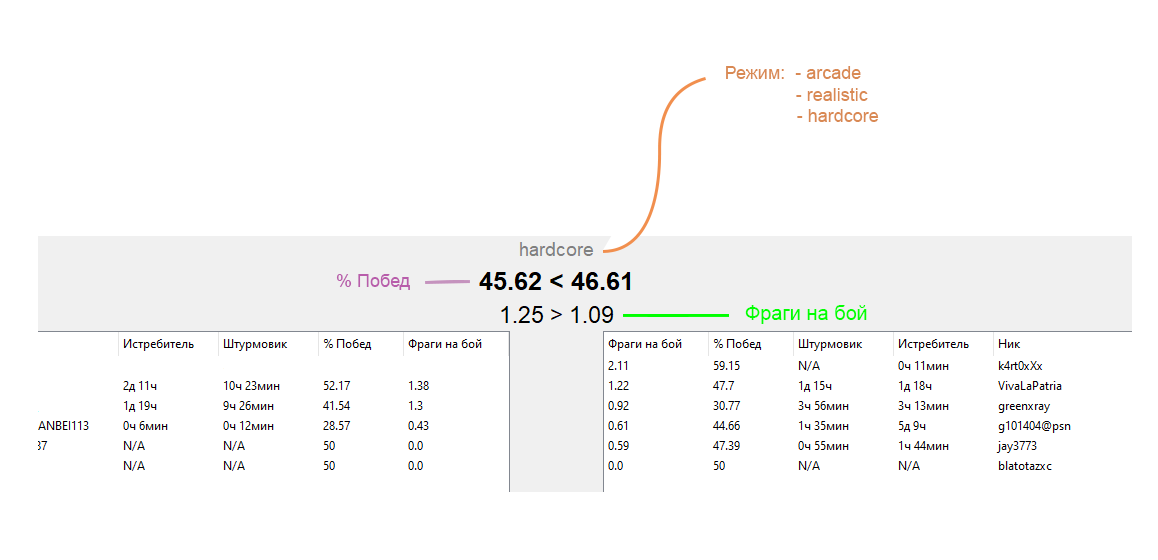 Режим: - arcade
- realistic
- hardcore
hardcore
% Побед 45.62 < 46.61
1.25 > 1.09 Фраги на бой
Истребитель Штурмовик % Побед Фраги на бой
2д 11ч 10ч 23мин 52.17 1.38
1д 19ч 9ч 26мин 41.54 1.3
ANBEI113 0ч 6мин 0ч 12мин 28.57 0.43
37 N/A N/A 50 0.0
N/A N/A 50 0.0
Фраги на бой % Побед Штурмовик Истребитель Ник
2.11 59.15 N/A 0ч 11мин k4rt0xXx
1.22 47.7 1д 15ч 1д 18ч VivaLaPatria
0.92 30.77 3ч 56мин 3ч 13мин greenxray
0.61 44.66 1ч 35мин 5д 9ч g101404@psn
0.59 47.39 0ч 55мин 1ч 44мин jay3773
0.0 50 N/A N/A blatotazxc